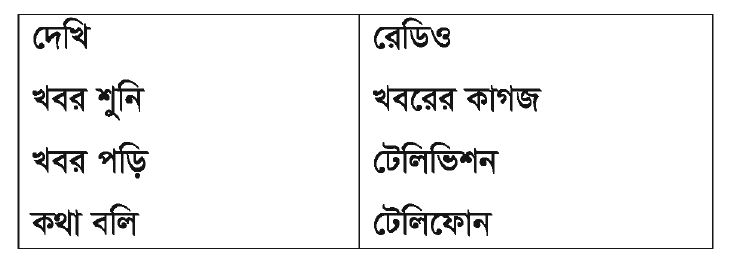 দেখি রেডিও
খবর শুনি খবরের কাগজ
খবর পড়ি টেলিভিশন
কথা বলি টেলিফোন